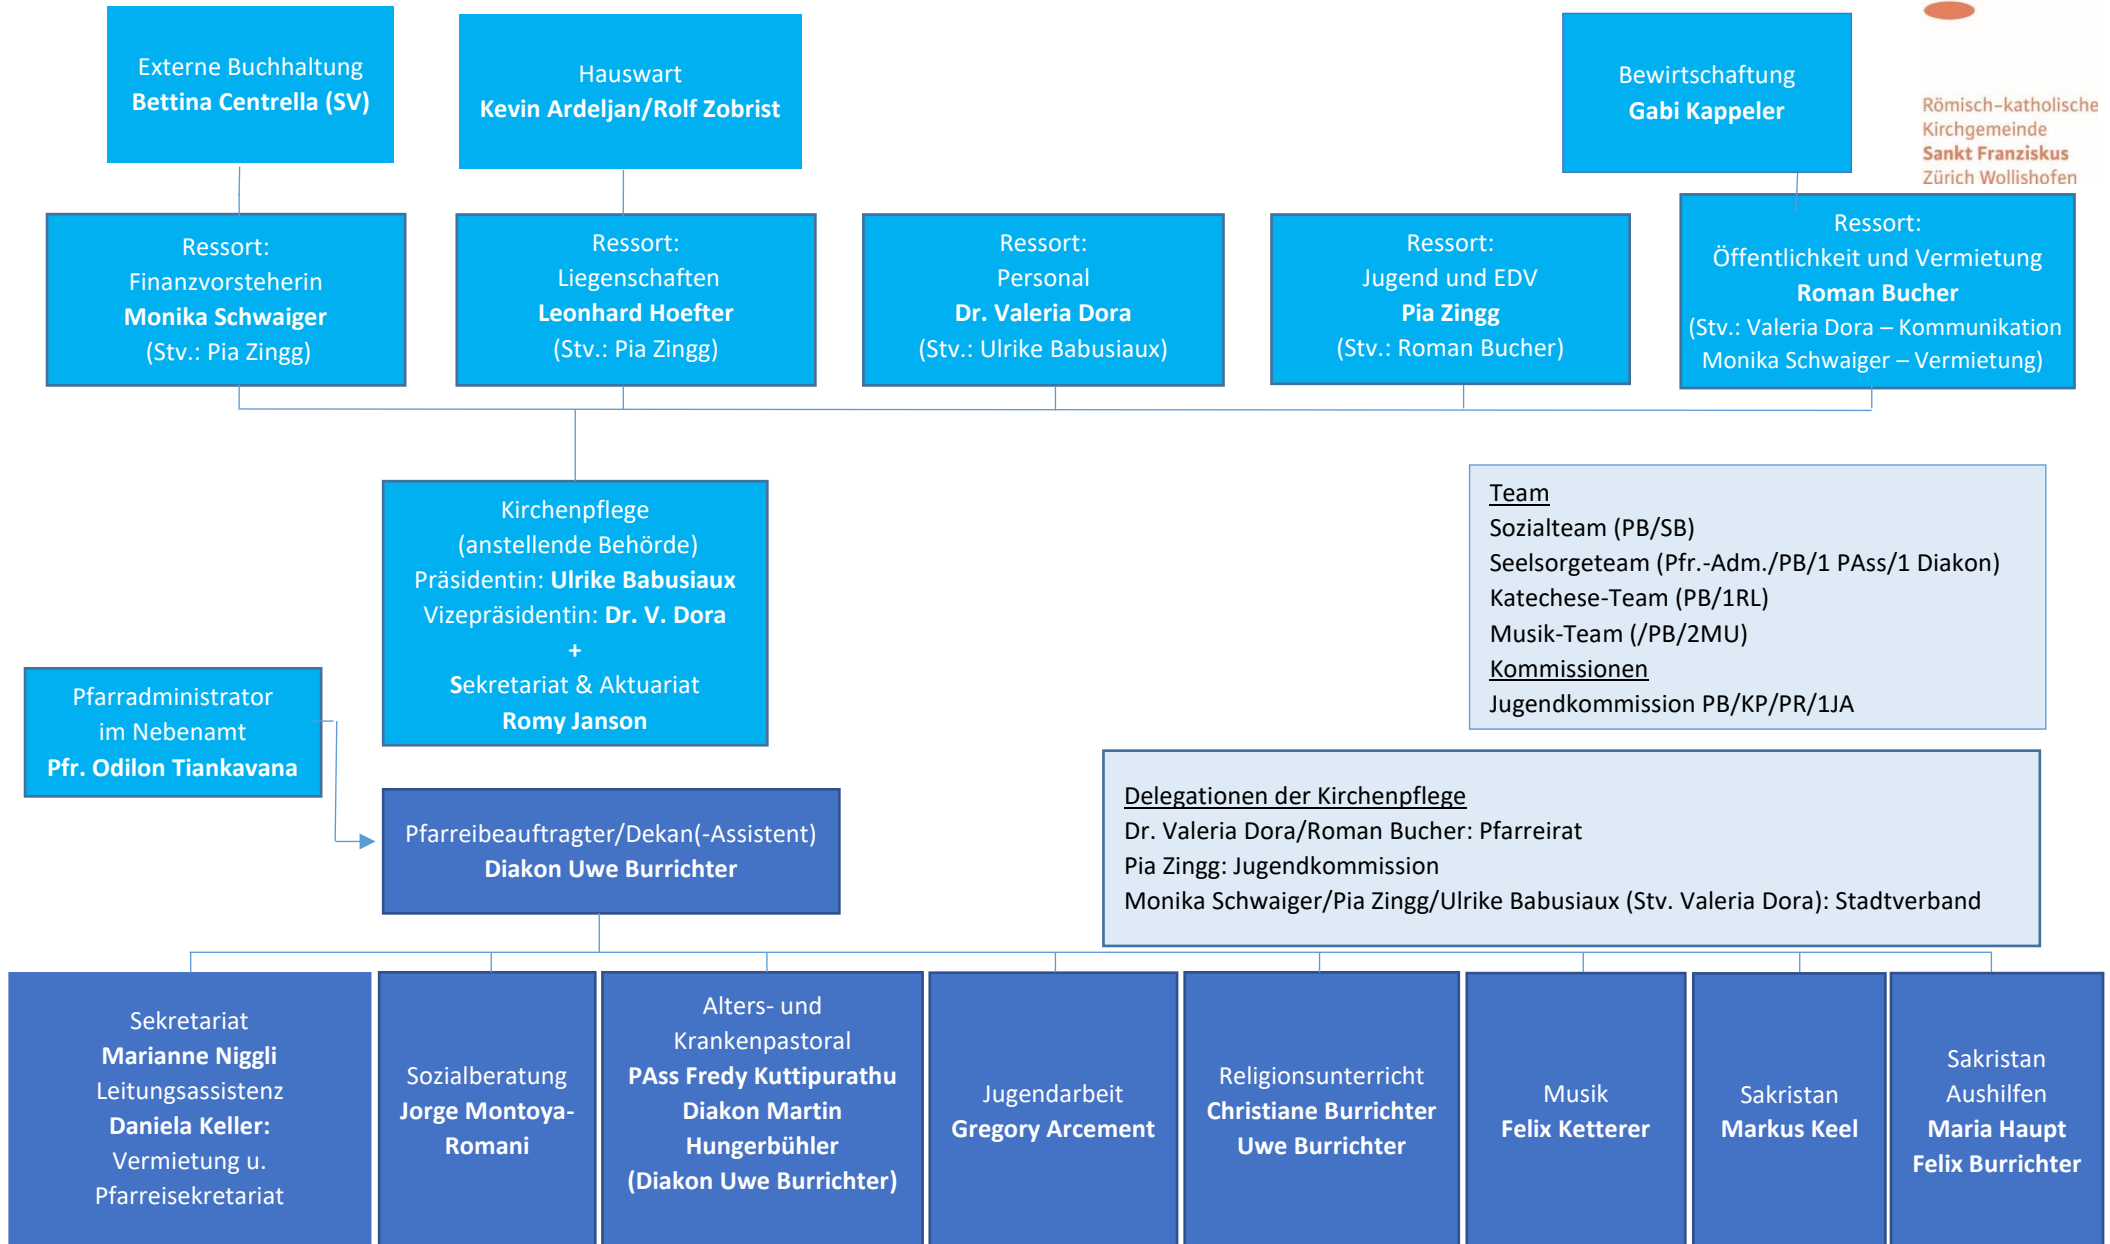 Externe Buchhaltung
Bettina Centrella (SV)
Hauswart
Kevin Ardeljan/Rolf Zobrist
Bewirtschaftung
Gabi Kappeler
Römisch-katholische
Kirchgemeinde
Sankt Franziskus
Zürich Wollishofen
Ressort:
Finanzvorsteherin
Monika Schwaiger
(Stv.: Pia Zingg)
Ressort:
Liegenschaften
Leonhard Hoefter
(Stv.: Pia Zingg)
Ressort:
Personal
Dr. Valeria Dora
(Stv.: Ulrike Babusiaux)
Ressort:
Jugend und EDV
Pia Zingg
(Stv.: Roman Bucher)
Ressort:
Öffentlichkeit und Vermietung
Roman Bucher
(Stv.: Valeria Dora – Kommunikation
Monika Schwaiger – Vermietung)
Kirchenpflege
(anstellende Behörde)
Präsidentin: Ulrike Babusiaux
Vizepräsidentin: Dr. V. Dora
+
Sekretariat & Aktuariat
Romy Janson
Team
Sozialteam (PB/SB)
Seelsorgeteam (Pfr.-Adm./PB/1 PAss/1 Diakon)
Katechese-Team (PB/1RL)
Musik-Team (/PB/2MU)
Kommissionen
Jugendkommission PB/KP/PR/1JA
Pfarradministrator
im Nebenamt
Pfr. Odilon Tiankavana
Pfarreibeauftragter/Dekan(-Assistent)
Diakon Uwe Burrichter
Delegationen der Kirchenpflege
Dr. Valeria Dora/Roman Bucher: Pfarreirat
Pia Zingg: Jugendkommission
Monika Schwaiger/Pia Zingg/Ulrike Babusiaux (Stv. Valeria Dora): Stadtverband
Sekretariat
Marianne Niggli
Leitungsassistenz
Daniela Keller:
Vermietung u.
Pfarreisekretariat
Sozialberatung
Jorge Montoya-
Romani
Alters- und
Krankenpastoral
PAss Fredy Kuttipurathu
Diakon Martin
Hungerbühler
(Diakon Uwe Burrichter)
Jugendarbeit
Gregory Arcement
Religionsunterricht
Christiane Burrichter
Uwe Burrichter
Musik
Felix Ketterer
Sakristan
Markus Keel
Sakristan
Aushilfen
Maria Haupt
Felix Burrichter